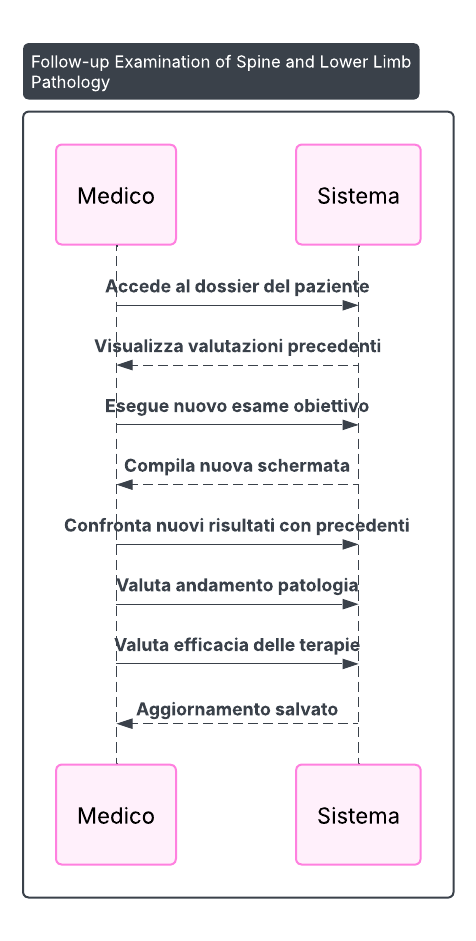 Follow-up Examination of Spine and Lower Limb
Pathology
Medico
Sistema
Accede al dossier del paziente
Visualizza valutazioni precedenti
Esegue nuovo esame obiettivo
Compila nuova schermata
Confronta nuovi risultati con precedenti
Valuta andamento patologia
Valuta efficacia delle terapie
Aggiornamento salvato
Medico
Sistema